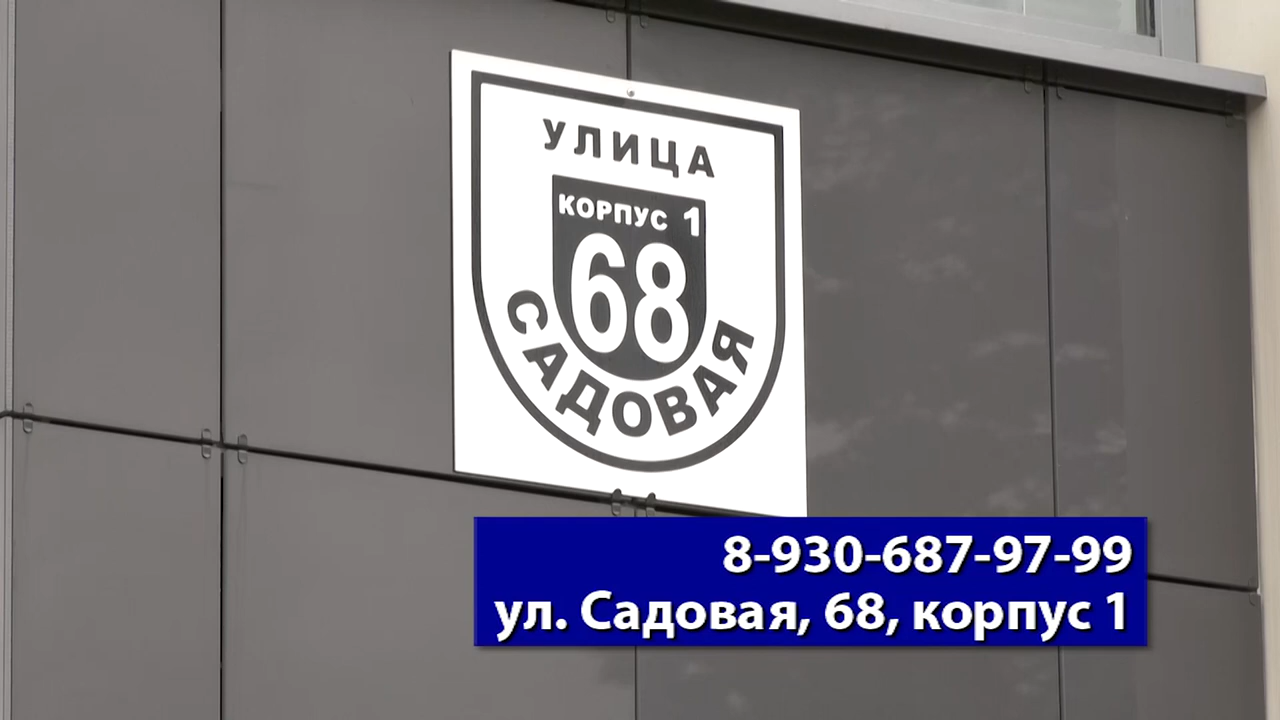 УЛИЦА
КОРПУС 1
68
САДОВАЯ
8-930-687-97-99
ул. Садовая, 68, корпус 1